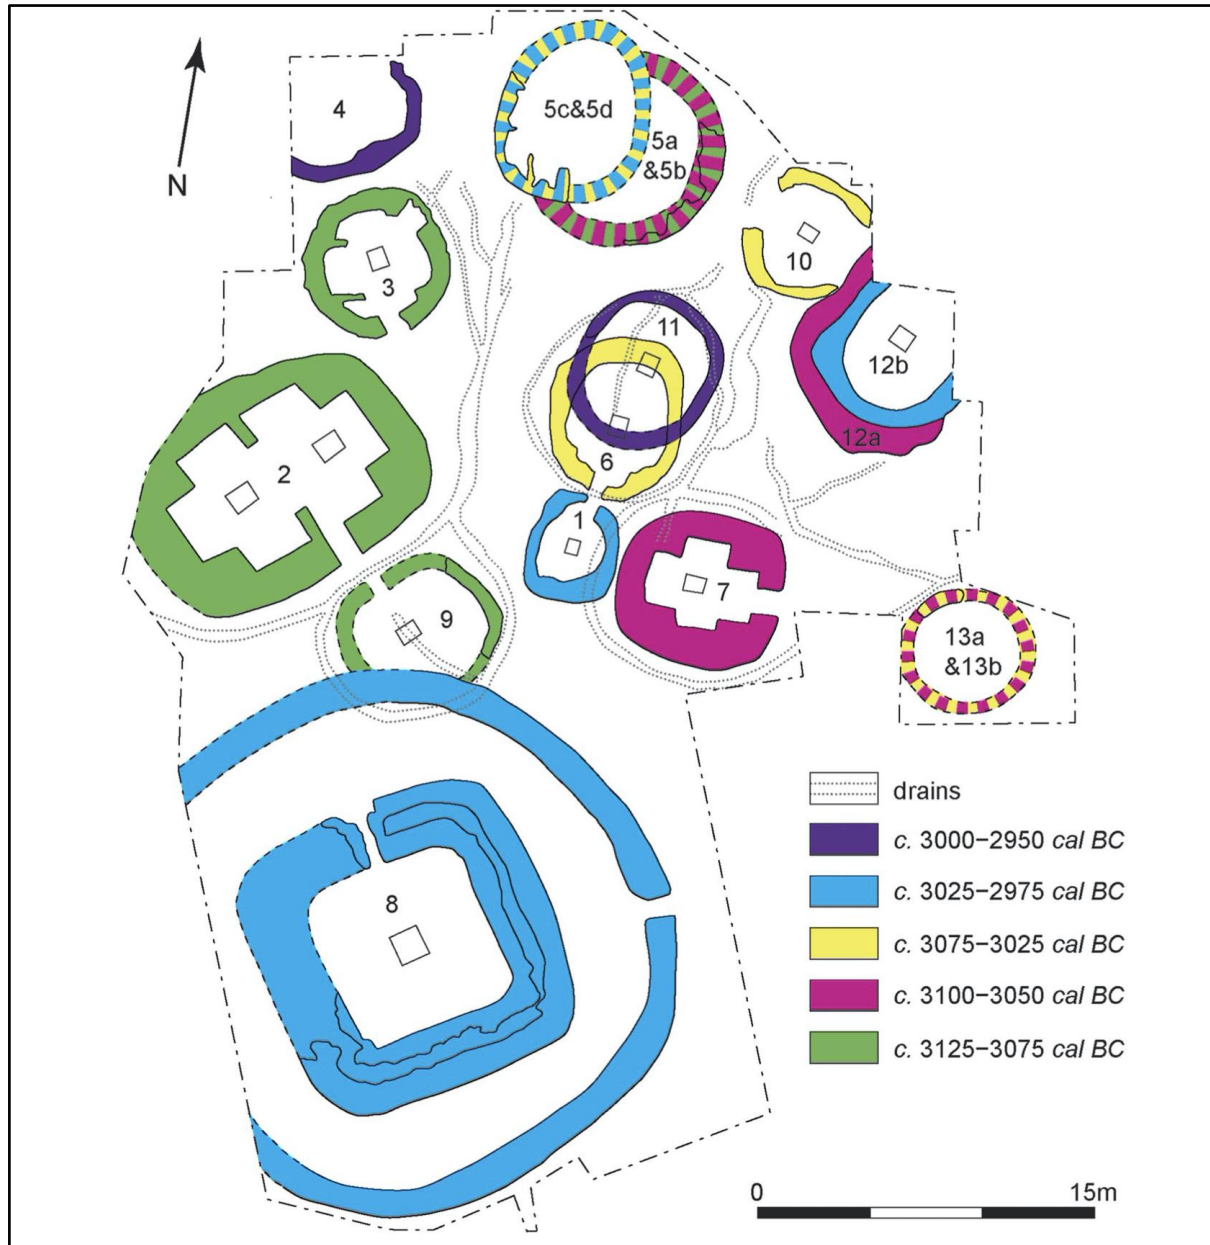 4
5c&5d
5a
&5b
N
3
10
11
12b
12a
2
6
1
7
9
13a
&13b
8
drains
c. 3000–2950 cal BC
c. 3025–2975 cal BC
c. 3075–3025 cal BC
c. 3100–3050 cal BC
c. 3125–3075 cal BC
0 15m